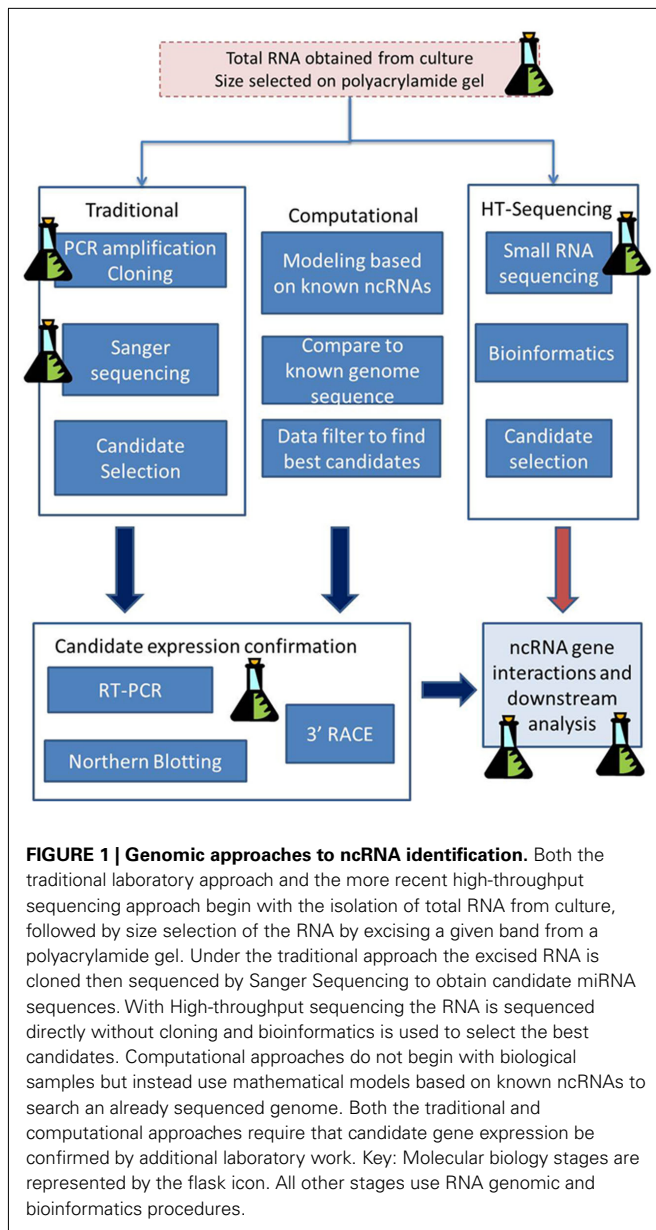 Total RNA obtained from culture
Size selected on polyacrylamide gel
Traditional
PCR amplification
Cloning
Sanger
sequencing
Candidate
Selection
Computational
Modeling based
on known ncRNAs
Compare to
known genome
sequence
Data filter to find
best candidates
HT-Sequencing
Small RNA
sequencing
Bioinformatics
Candidate
selection
Candidate expression confirmation
RT-PCR
3' RACE
Northern Blotting
ncRNA gene
interactions and
downstream
analysis
FIGURE 1 | Genomic approaches to ncRNA identification. Both the
traditional laboratory approach and the more recent high-throughput
sequencing approach begin with the isolation of total RNA from culture,
followed by size selection of the RNA by excising a given band from a
polyacrylamide gel. Under the traditional approach the excised RNA is
cloned then sequenced by Sanger Sequencing to obtain candidate miRNA
sequences. With High-throughput sequencing the RNA is sequenced
directly without cloning and bioinformatics is used to select the best
candidates. Computational approaches do not begin with biological
samples but instead use mathematical models based on known ncRNAs to
search an already sequenced genome. Both the traditional and
computational approaches require that candidate gene expression be
confirmed by additional laboratory work. Key: Molecular biology stages are
represented by the flask icon. All other stages use RNA genomic and
bioinformatics procedures.